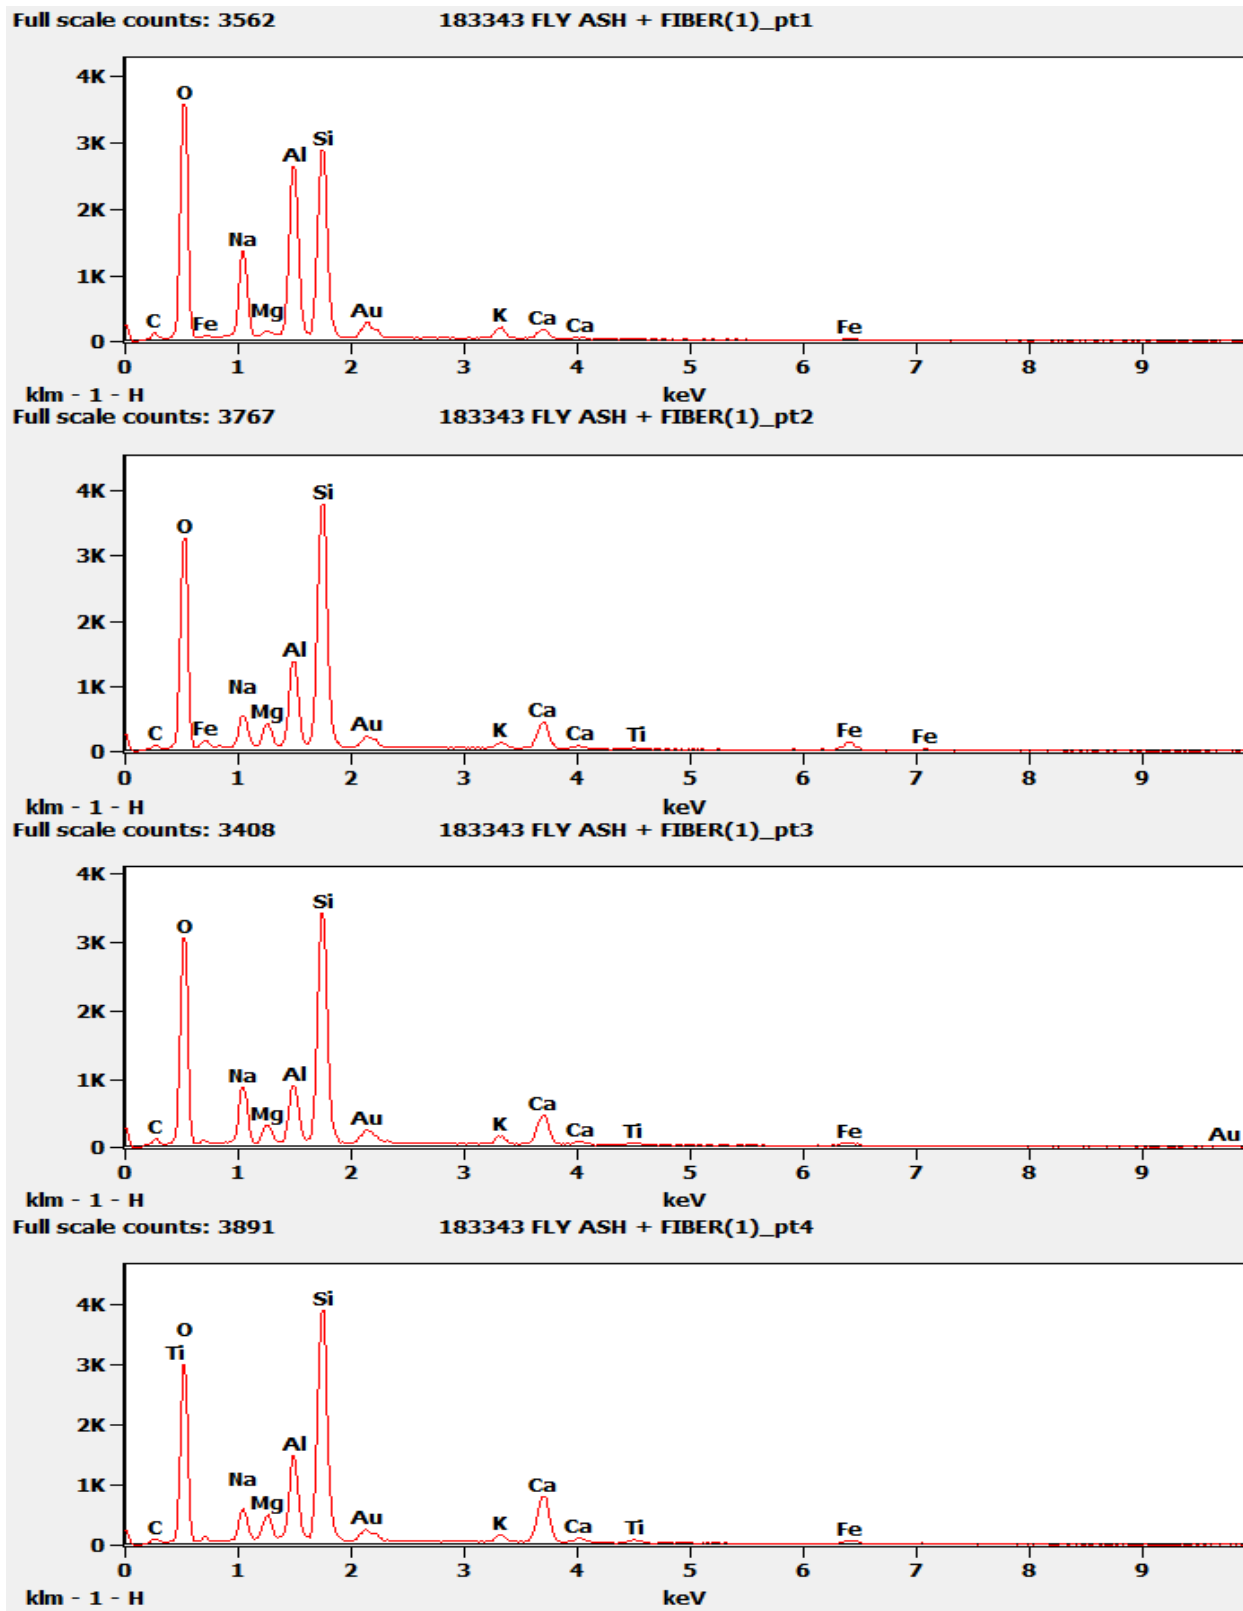 Full scale counts: 3562 183343 FLY ASH + FIBER(1)_pt1
4K
O
3K
Si
Al
2K
Na
1K
C Fe Mg Au K Ca Ca Fe
0
0 1 2 3 4 5 6 7 8 9
klm - 1 - H keV
Full scale counts: 3767 183343 FLY ASH + FIBER(1)_pt2
4K
Si
O
3K
2K
Al
1K
Na
Mg Ca
C Fe Au K Ca Ti Fe Fe
0
0 1 2 3 4 5 6 7 8 9
klm - 1 - H keV
Full scale counts: 3408 183343 FLY ASH + FIBER(1)_pt3
4K
Si
O
3K
2K
1K
Na Al
Mg Ca
C Au K Ca Ti Fe Au
0
0 1 2 3 4 5 6 7 8 9
klm - 1 - H keV
Full scale counts: 3891 183343 FLY ASH + FIBER(1)_pt4
4K
Si
O
Ti
3K
2K
Al
1K
Na Ca
Mg
C Au K Ca Ti Fe
0
0 1 2 3 4 5 6 7 8 9
klm - 1 - H keV